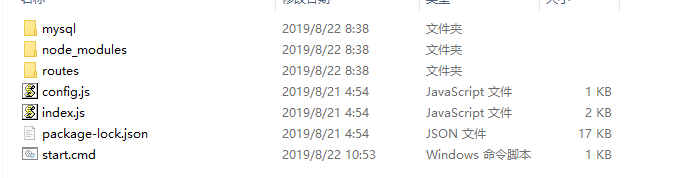 名称 修改日期 类型 大小
mysql 2019/8/22 8:38 文件夹
node_modules 2019/8/22 8:38 文件夹
routes 2019/8/22 8:38 文件夹
config.js 2019/8/21 4:54 JavaScript 文件 1 KB
index.js 2019/8/21 4:54 JavaScript 文件 2 KB
package-lock.json 2019/8/21 4:54 JSON 文件 17 KB
start.cmd 2019/8/22 10:53 Windows 命令脚本 1 KB